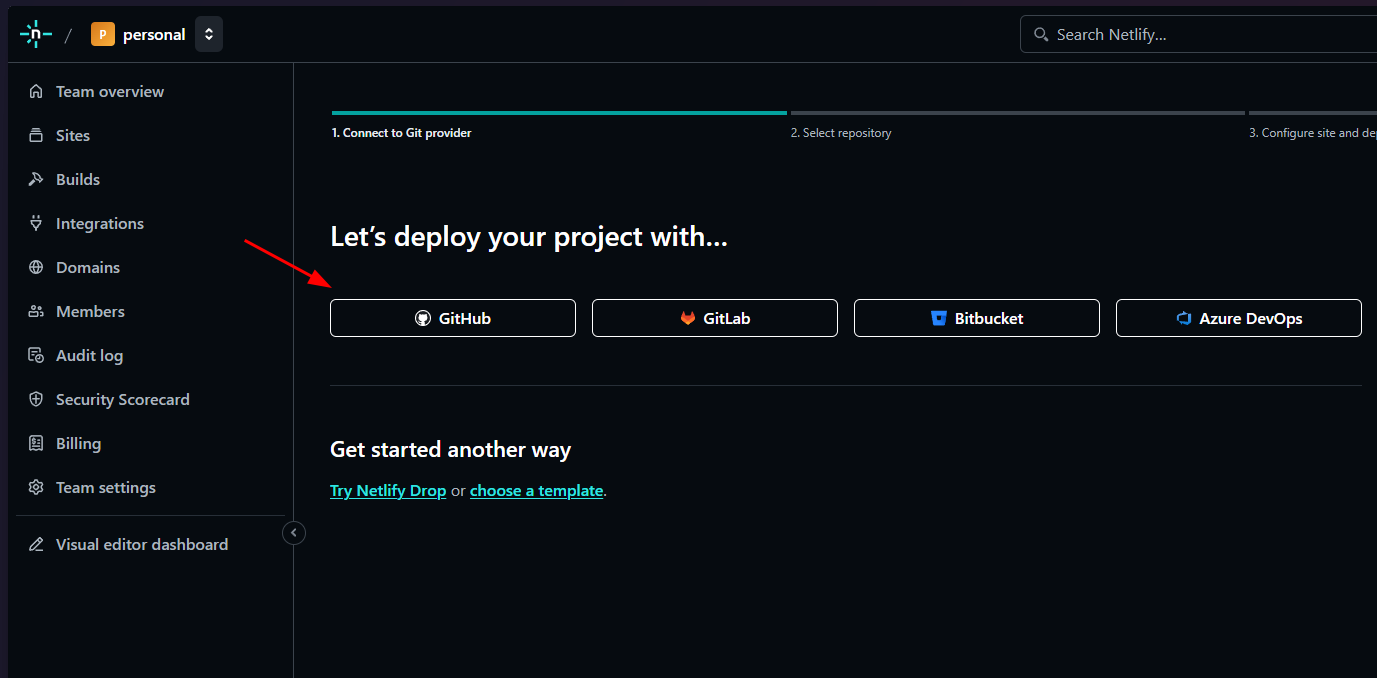 n / P personal
Search Netlify...
Team overview
Sites
Builds
Integrations
Domains
Members
Audit log
Security Scorecard
Billing
Team settings
Visual editor dashboard
1. Connect to Git provider
2. Select repository
3. Configure site and de
Let’s deploy your project with…
GitHub
GitLab
Bitbucket
Azure DevOps
Get started another way
Try Netlify Drop or choose a template.